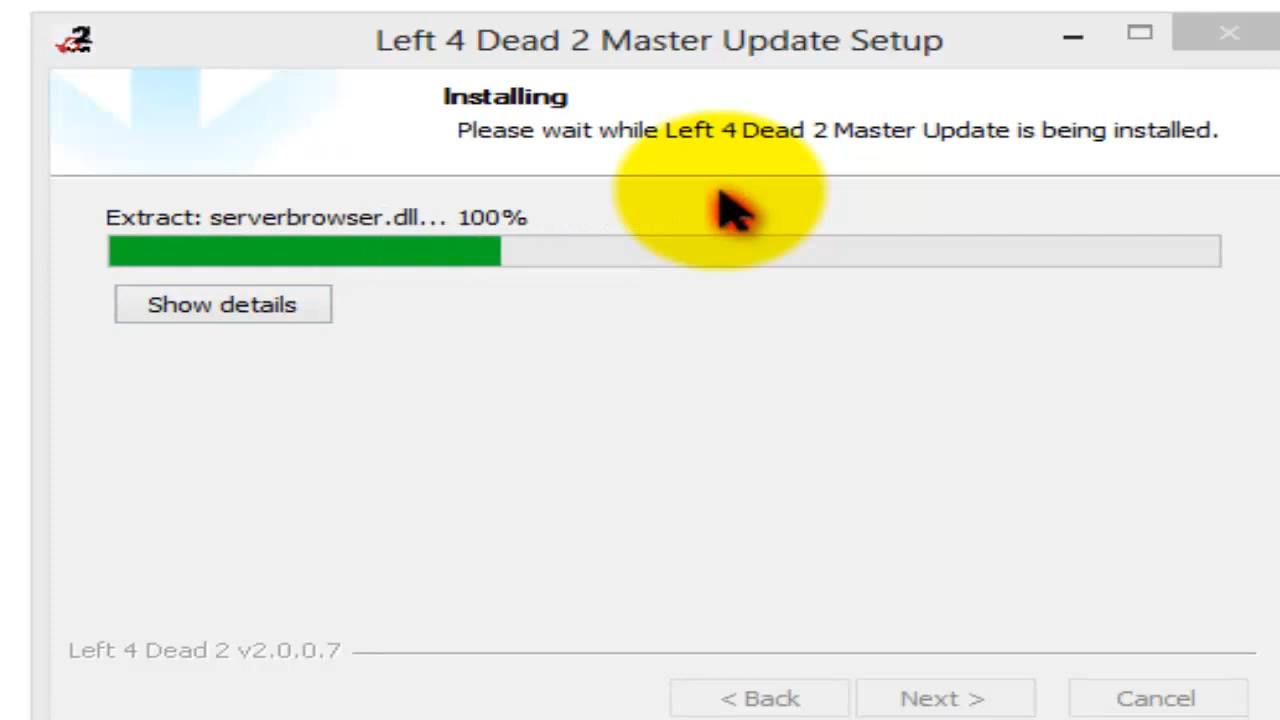 Left 4 Dead 2 Master Update Setup
Installing
Please wait while Left 4 Dead 2 Master Update is being installed.
Extract: serverbrowser.dll... 100%
Show details
Left 4 Dead 2 v2.0.0.7
< Back Next > Cancel